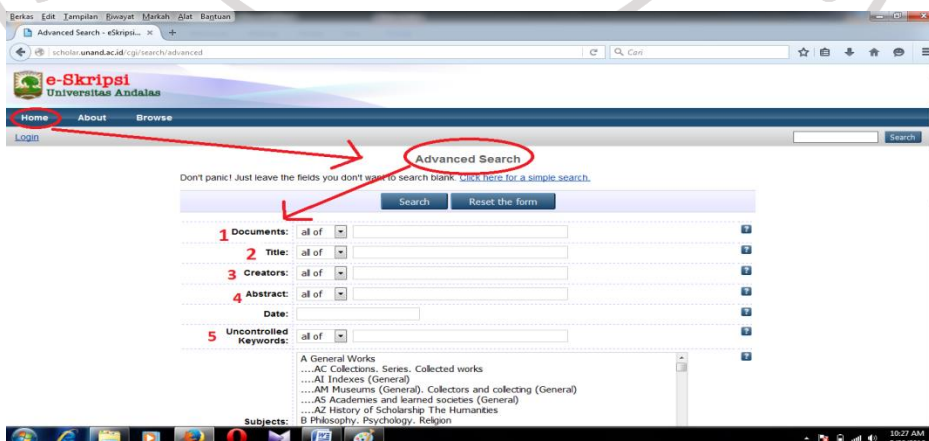 Berkas Edit Tampilan Riwayat Markah Alat Bantuan
Advanced Search - eSkripsi... × +
scholar.unand.ac.id/cgi/search/advanced
Cari
e-Skripsi
Universitas Andalas
Home About Browse
Login Search
Advanced Search
Don't panic! Just leave the fields you don't want to search blank. Click here for a simple search.
Search Reset the form
1 Documents: all of ?
2 Title: all of ?
3 Creators: all of ?
4 Abstract: all of ?
Date: ?
5 Uncontrolled Keywords: all of ?
A General Works ?
....AC Collections. Series. Collected works
....AI Indexes (General)
....AM Museums (General). Collectors and collecting (General)
....AS Academies and learned societies (General)
....AZ History of Scholarship The Humanities
Subjects: B Philosophy. Psychology. Religion
10:27 AM